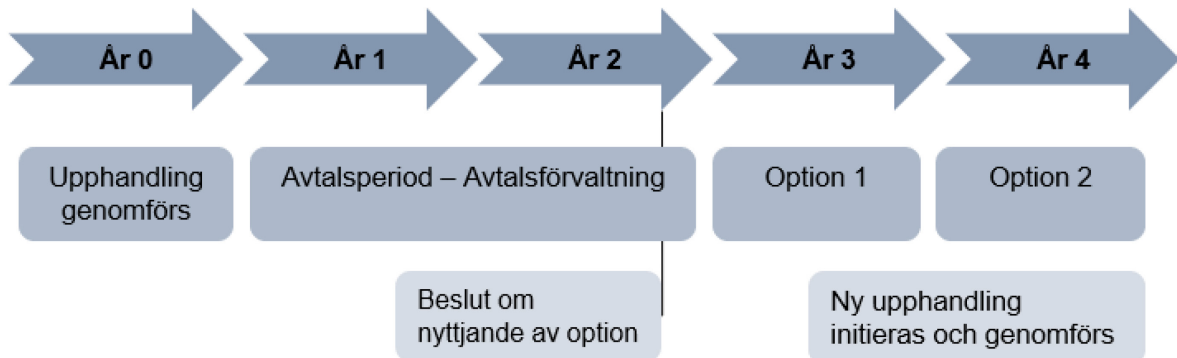 År 0
År 1
År 2
År 3
År 4
Upphandling
genomförs
Avtalsperiod – Avtalsförvaltning
Option 1
Option 2
Beslut om
nyttjande av option
Ny upphandling
initieras och genomförs